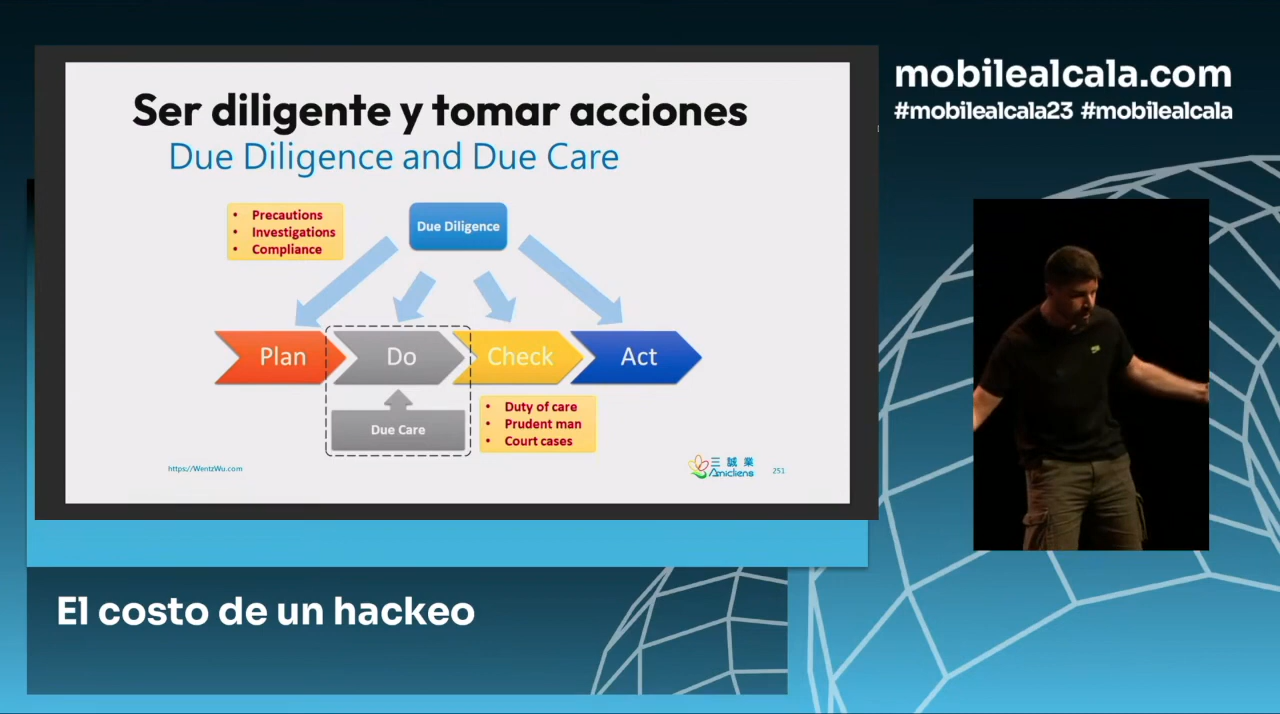 mobilealcala.com
#mobilealcala23 #mobilealcala
Ser diligente y tomar acciones
Due Diligence and Due Care
• Precautions
• Investigations
• Compliance
Due Diligence
Plan
Do
Check
Act
Due Care
• Duty of care
• Prudent man
• Court cases
https://WentzWu.com
三 誠 業
Amicliens
251
El costo de un hackeo